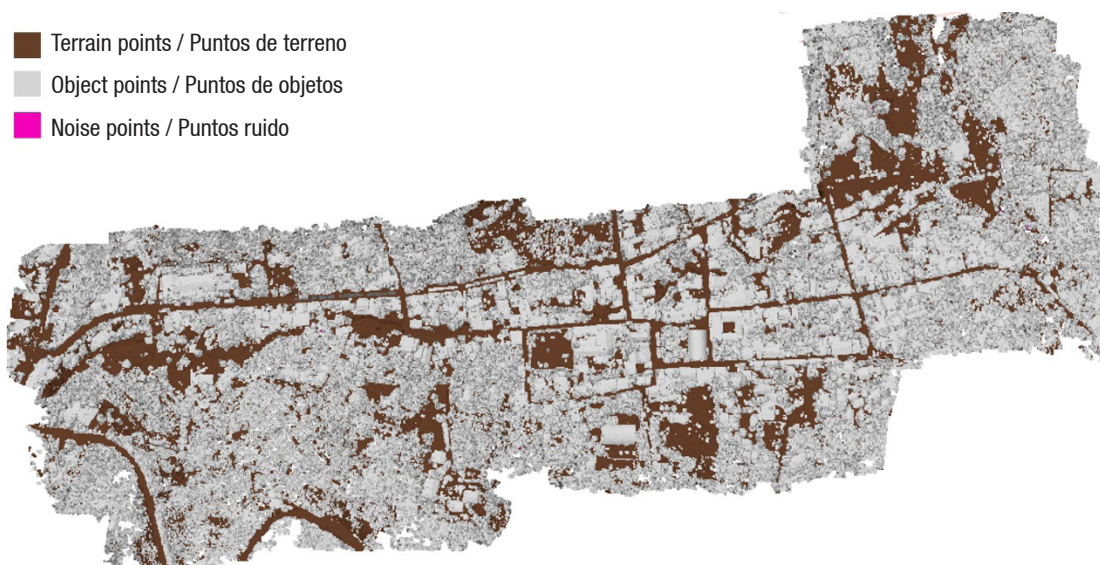 Terrain points / Puntos de terreno
Object points / Puntos de objetos
Noise points / Puntos ruido